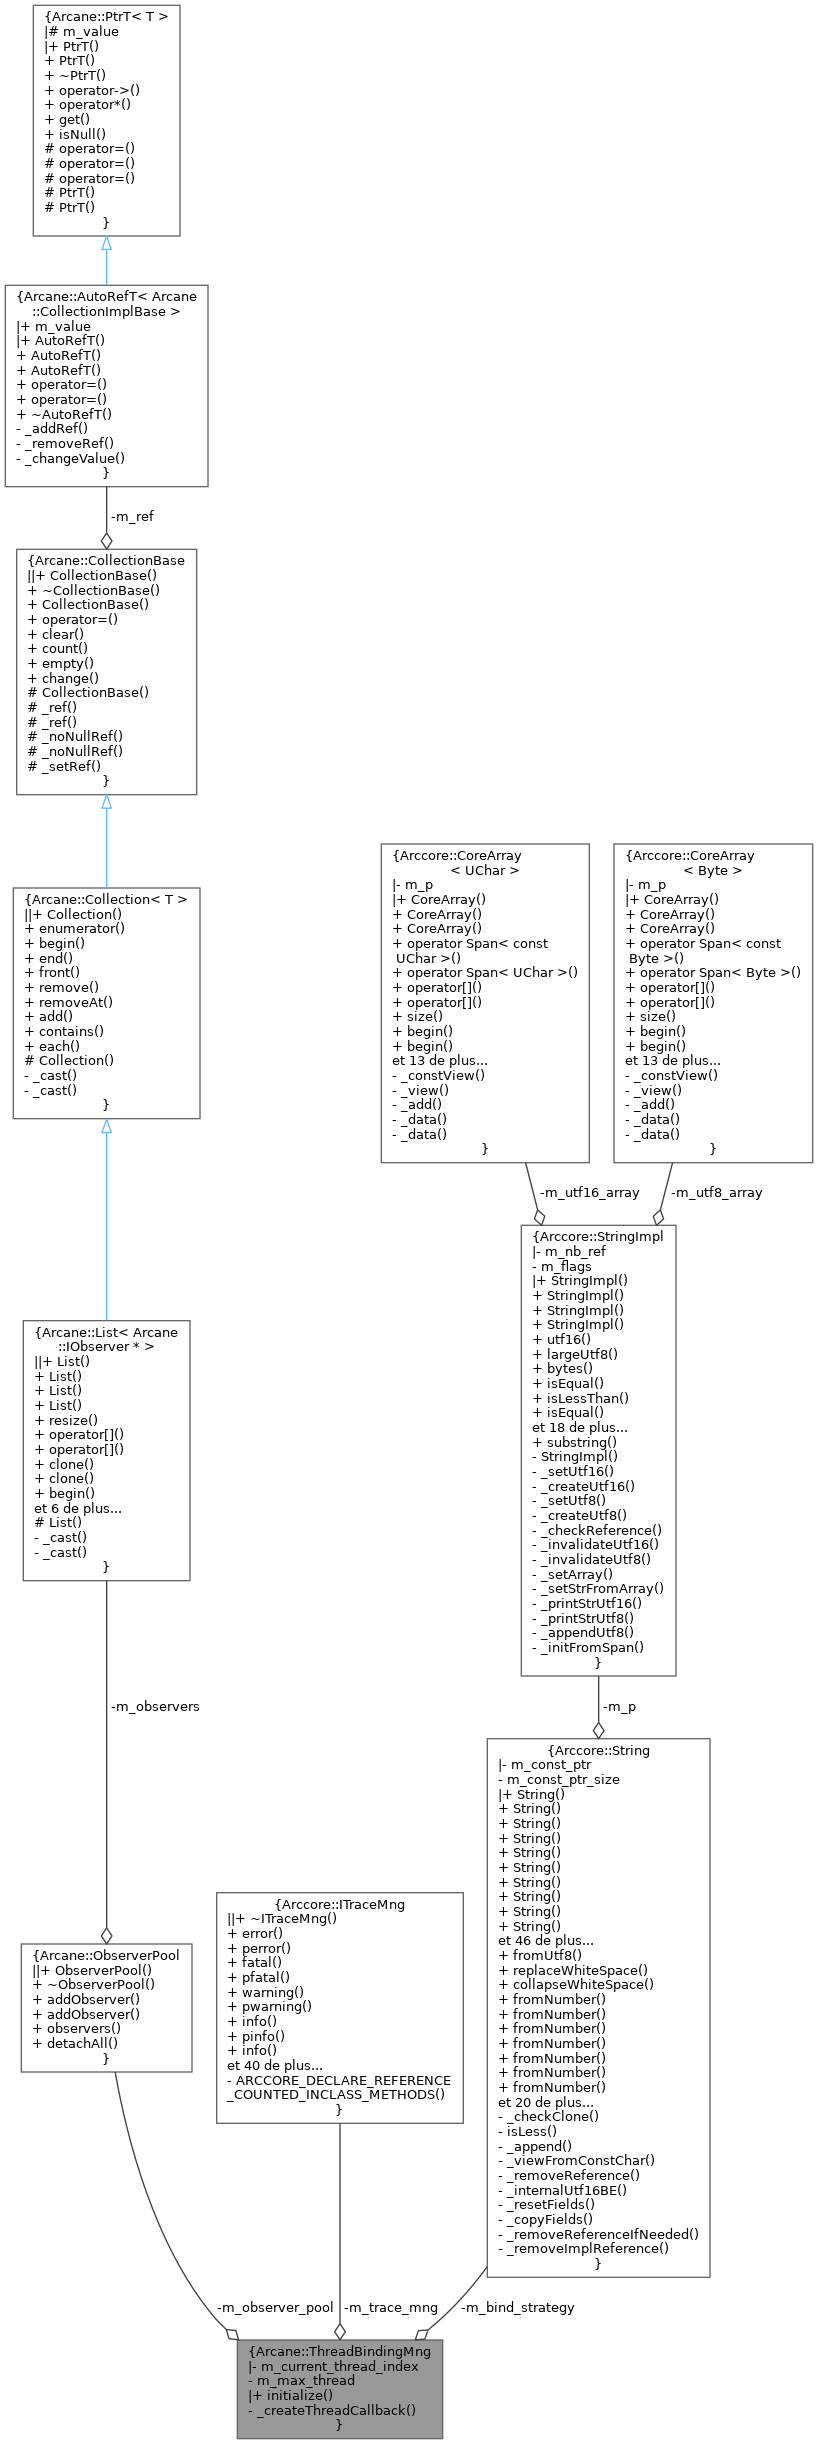 {Arcane::PtrT< T >
|# m_value
|+ PtrT()
+ PtrT()
+ ~PtrT()
+ operator->()
+ operator*()
+ get()
+ isNull()
# operator=()
# operator=()
# operator=()
# PtrT()
# PtrT()
}
{Arcane::AutoRefT< Arcane
::CollectionImplBase >
|+ m_value
|+ AutoRefT()
+ AutoRefT()
+ AutoRefT()
+ operator=()
+ operator=()
+ ~AutoRefT()
- _addRef()
- _removeRef()
- _changeValue()
}
-m_ref
{Arcane::CollectionBase
||+ CollectionBase()
+ ~CollectionBase()
+ CollectionBase()
+ operator=()
+ clear()
+ count()
+ empty()
+ change()
# CollectionBase()
# _ref()
# _ref()
# _noNullRef()
# _noNullRef()
# _setRef()
}
{Arcane::Collection< T >
||+ Collection()
+ enumerator()
+ begin()
+ end()
+ front()
+ remove()
+ removeAt()
+ add()
+ contains()
+ each()
# Collection()
- _cast()
- _cast()
}
{Arccore::CoreArray
< UChar >
|- m_p
|+ CoreArray()
+ CoreArray()
+ CoreArray()
+ operator Span< const
UChar >()
+ operator Span< UChar >()
+ operator[]()
+ operator[]()
+ size()
+ begin()
+ begin()
et 13 de plus...
- _constView()
- _view()
- _add()
- _data()
- _data()
}
{Arccore::CoreArray
< Byte >
|- m_p
|+ CoreArray()
+ CoreArray()
+ CoreArray()
+ operator Span< const
Byte >()
+ operator Span< Byte >()
+ operator[]()
+ operator[]()
+ size()
+ begin()
+ begin()
et 13 de plus...
- _constView()
- _view()
- _add()
- _data()
- _data()
}
-m_utf16_array
-m_utf8_array
{Arccore::StringImpl
|- m_nb_ref
- m_flags
|+ StringImpl()
+ StringImpl()
+ StringImpl()
+ StringImpl()
+ utf16()
+ largeUtf8()
+ bytes()
+ isEqual()
+ isLessThan()
+ isEqual()
et 18 de plus...
+ substring()
- StringImpl()
- _setUtf16()
- _createUtf16()
- _setUtf8()
- _createUtf8()
- _checkReference()
- _invalidateUtf16()
- _invalidateUtf8()
- _setArray()
- _setStrFromArray()
- _printStrUtf16()
- _printStrUtf8()
- _appendUtf8()
- _initFromSpan()
}
{Arcane::List< Arcane
::IObserver * >
||+ List()
+ List()
+ List()
+ List()
+ resize()
+ operator[]()
+ operator[]()
+ clone()
+ clone()
+ begin()
et 6 de plus...
# List()
- _cast()
- _cast()
}
-m_observers
-m_p
{Arccore::String
|- m_const_ptr
- m_const_ptr_size
|+ String()
+ String()
+ String()
+ String()
+ String()
+ String()
+ String()
+ String()
+ String()
+ String()
et 46 de plus...
+ fromUtf8()
+ replaceWhiteSpace()
+ collapseWhiteSpace()
+ fromNumber()
+ fromNumber()
+ fromNumber()
+ fromNumber()
+ fromNumber()
+ fromNumber()
+ fromNumber()
et 20 de plus...
- _checkClone()
- isLess()
- _append()
- _viewFromConstChar()
- _removeReference()
- _internalUtf16BE()
- _resetFields()
- _copyFields()
- _removeReferenceIfNeeded()
- _removeImplReference()
}
{Arccore::ITraceMng
||+ ~ITraceMng()
+ error()
+ perror()
+ fatal()
+ pfatal()
+ warning()
+ pwarning()
+ info()
+ pinfo()
+ info()
et 40 de plus...
- ARCCORE_DECLARE_REFERENCE
_COUNTED_INCLASS_METHODS()
}
{Arcane::ObserverPool
||+ ObserverPool()
+ ~ObserverPool()
+ addObserver()
+ addObserver()
+ observers()
+ detachAll()
}
-m_observer_pool
-m_trace_mng
-m_bind_strategy
{Arcane::ThreadBindingMng
|- m_current_thread_index
- m_max_thread
|+ initialize()
- _createThreadCallback()
}